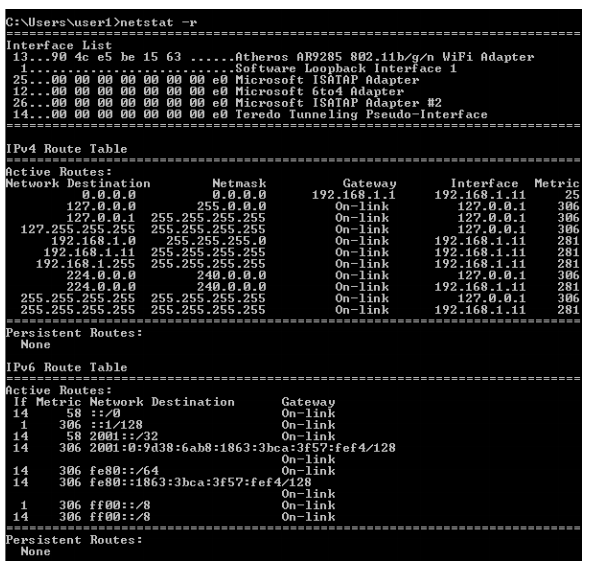 C:\Users\user1>netstat -r
===========================================================================
Interface List
 13...90 4c e5 be 15 63 ......Atheros AR9285 802.11b/g/n WiFi Adapter
  1...........................Software Loopback Interface 1
 25...00 00 00 00 00 00 00 e0 Microsoft ISATAP Adapter
 12...00 00 00 00 00 00 00 e0 Microsoft 6to4 Adapter
 26...00 00 00 00 00 00 00 e0 Microsoft ISATAP Adapter #2
 14...00 00 00 00 00 00 00 e0 Teredo Tunneling Pseudo-Interface
===========================================================================
IPv4 Route Table
===========================================================================
Active Routes:
Network Destination        Netmask          Gateway       Interface  Metric
          0.0.0.0          0.0.0.0      192.168.1.1     192.168.1.11     25
        127.0.0.0        255.0.0.0         On-link         127.0.0.1    306
        127.0.0.1  255.255.255.255         On-link         127.0.0.1    306
  127.255.255.255  255.255.255.255         On-link         127.0.0.1    306
      192.168.1.0    255.255.255.0         On-link      192.168.1.11    281
     192.168.1.11  255.255.255.255         On-link      192.168.1.11    281
    192.168.1.255  255.255.255.255         On-link      192.168.1.11    281
        224.0.0.0        240.0.0.0         On-link         127.0.0.1    306
        224.0.0.0        240.0.0.0         On-link      192.168.1.11    281
  255.255.255.255  255.255.255.255         On-link         127.0.0.1    306
  255.255.255.255  255.255.255.255         On-link      192.168.1.11    281
===========================================================================
Persistent Routes:
  None
IPv6 Route Table
===========================================================================
Active Routes:
 If Metric Network Destination      Gateway
 14     58 ::/0                     On-link
  1    306 ::1/128                  On-link
 14     58 2001::/32                On-link
 14    306 2001:0:9d38:6ab8:1863:3bca:3f57:fef4/128
                                    On-link
 14    306 fe80::/64                On-link
 14    306 fe80::1863:3bca:3f57:fef4/128
                                    On-link
  1    306 ff00::/8                 On-link
 14    306 ff00::/8                 On-link
===========================================================================
Persistent Routes:
  None